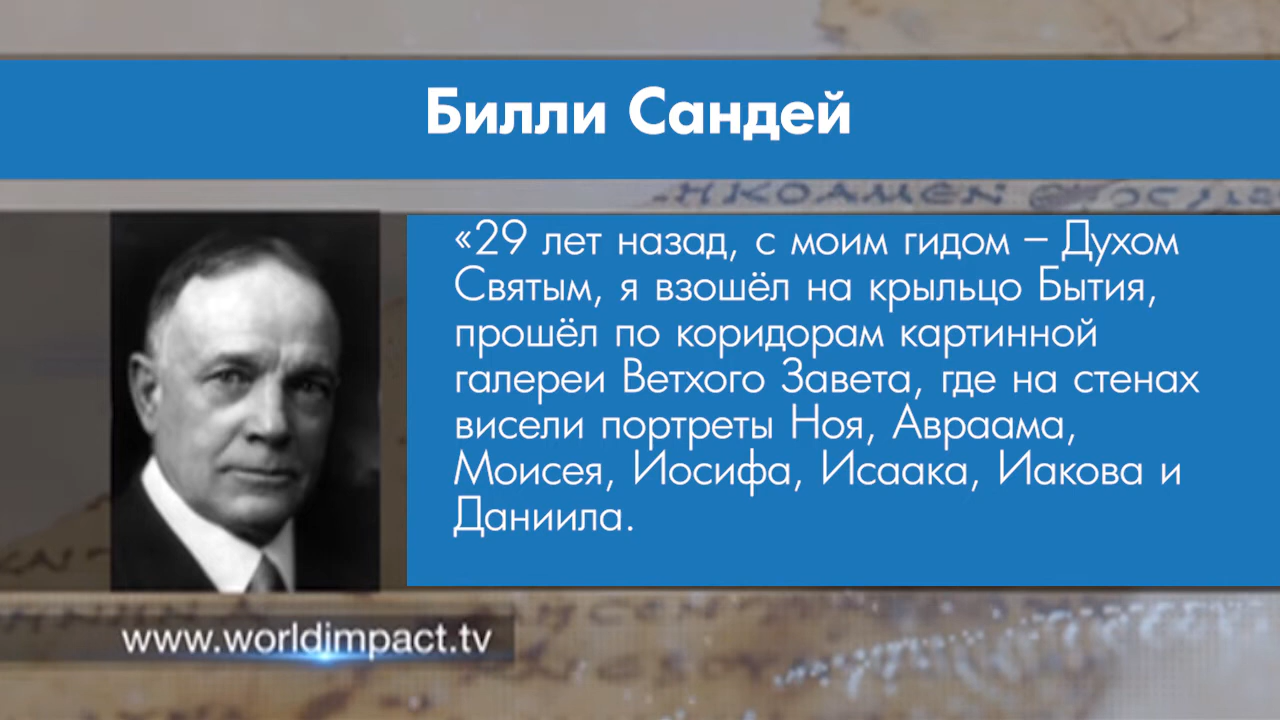 Билли Сандей
«29 лет назад, с моим гидом – Духом
Святым, я взошёл на крыльцо Бытия,
прошёл по коридорам картинной
галереи Ветхого Завета, где на стенах
висели портреты Ноя, Авраама,
Моисея, Иосифа, Исаака, Иакова и
Даниила.
www.worldimpact.tv